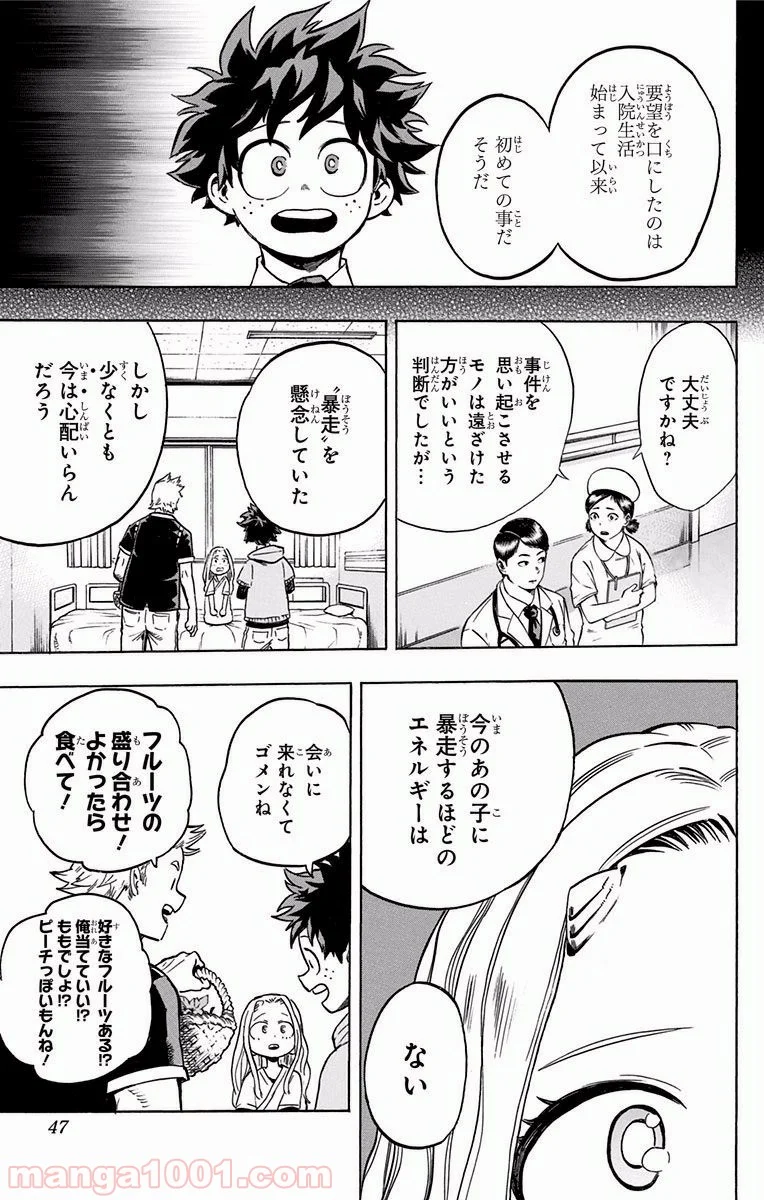 要望を口にしたのは
入院生活
始まって以来
初めての事だ
そうだ
大丈夫
ですかね?
事件を
思い起こさせる
モノは遠ざけた
方がいいという
判断でしたが…
〝暴走〟を
懸念していた
しかし
少なくとも
今は心配いらん
だろう
今のあの子に
暴走するほどの
エネルギーは
ない
会いに
来れなくて
ゴメンね
フルーツの
盛り合わせ!
よかったら
食べて!
好きなフルーツある!?
俺当てていい!?
ももでしょ!?
ピーチっぽいもんね!
47
manga1001.com